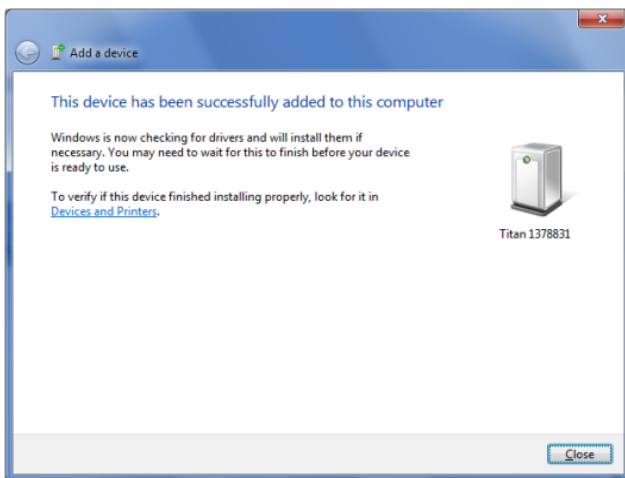 Add a device
This device has been successfully added to this computer
Windows is now checking for drivers and will install them if
necessary. You may need to wait for this to finish before your device
is ready to use.
To verify if this device finished installing properly, look for it in
Devices and Printers.
Titan 1378831
Close